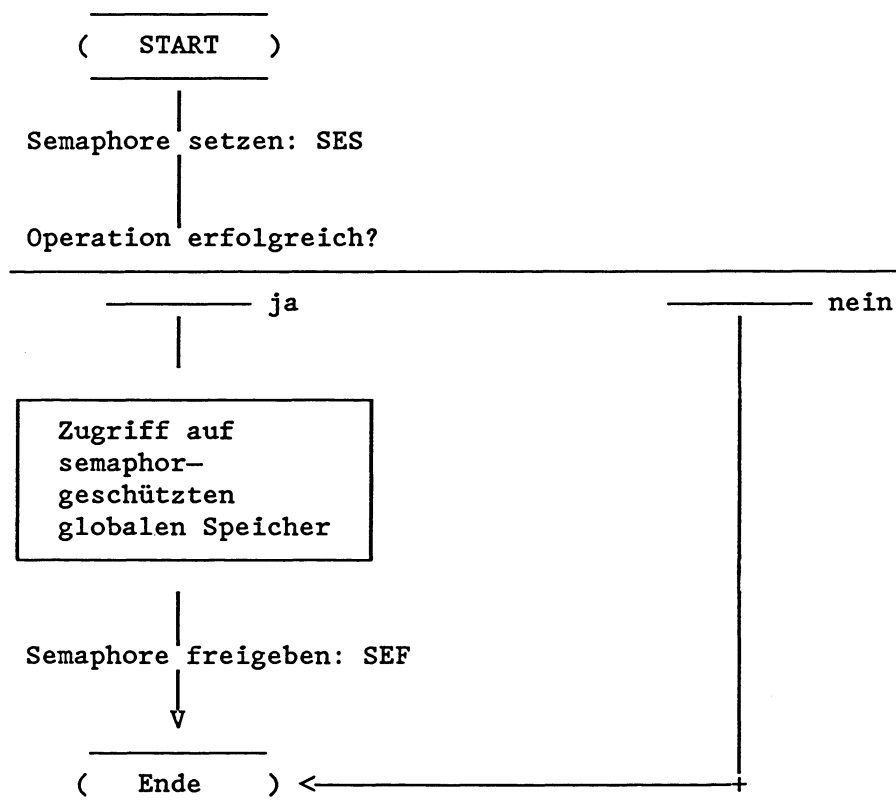 ( START )
Semaphore setzen: SES
Operation erfolgreich?
ja nein
Zugriff auf
semaphor–
geschützten
globalen Speicher
Semaphore freigeben: SEF
( Ende )